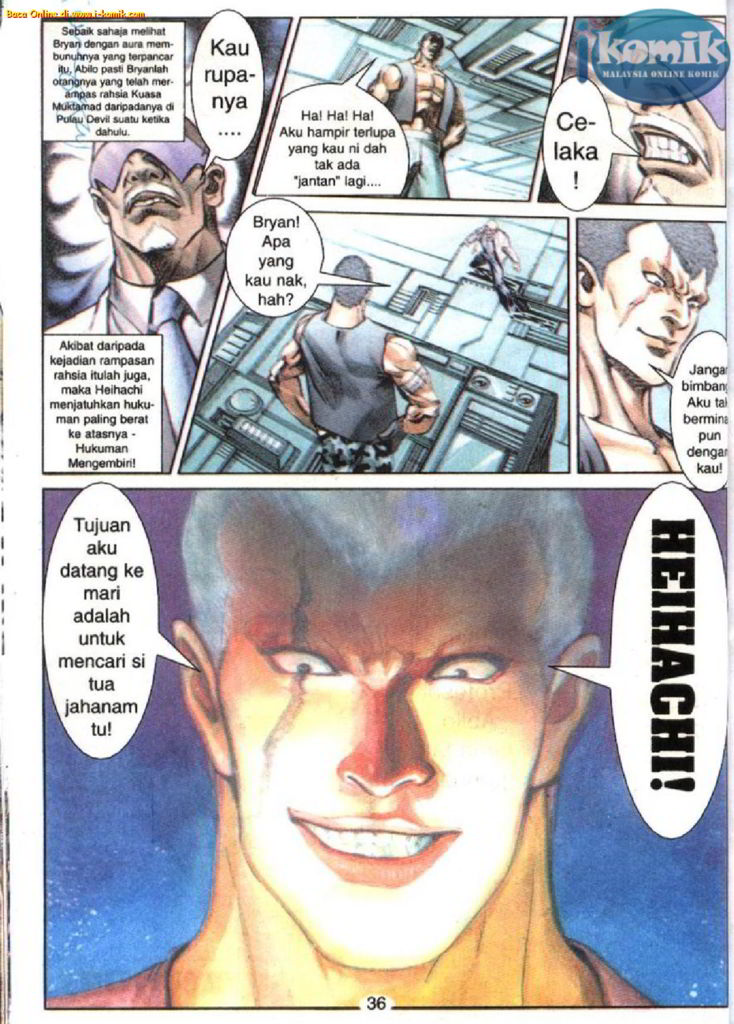 Baca Online di www.i-komik.com
ikomik
MALAYSIA ONLINE KOMIK
Sebaik sahaja melihat
Bryan dengan aura mem-
bunuhnya yang terpancar
itu, Abilo pasti Bryanlah
orangnya yang telah mer-
ampas rahsia Kuasa
Muktamad daripadanya di
Pulau Devil suatu ketika
dahulu.
Kau
rupa-
nya
....
Ha! Ha! Ha!
Aku hampir terlupa
yang kau ni dah
tak ada
"jantan" lagi....
Ce-
laka
!
Akibat daripada
kejadian rampasan
rahsia itulah juga,
maka Heihachi
menjatuhkan huku-
man paling berat
ke atasnya -
Hukuman
Mengembiri!
Bryan!
Apa
yang
kau nak,
hah?
Jangan
bimbang
Aku tak
bermina
pun
dengan
kau!
Tujuan
aku
datang ke
mari
adalah
untuk
mencari si
tua
jahanam
tu!
HEIHACHI!
36